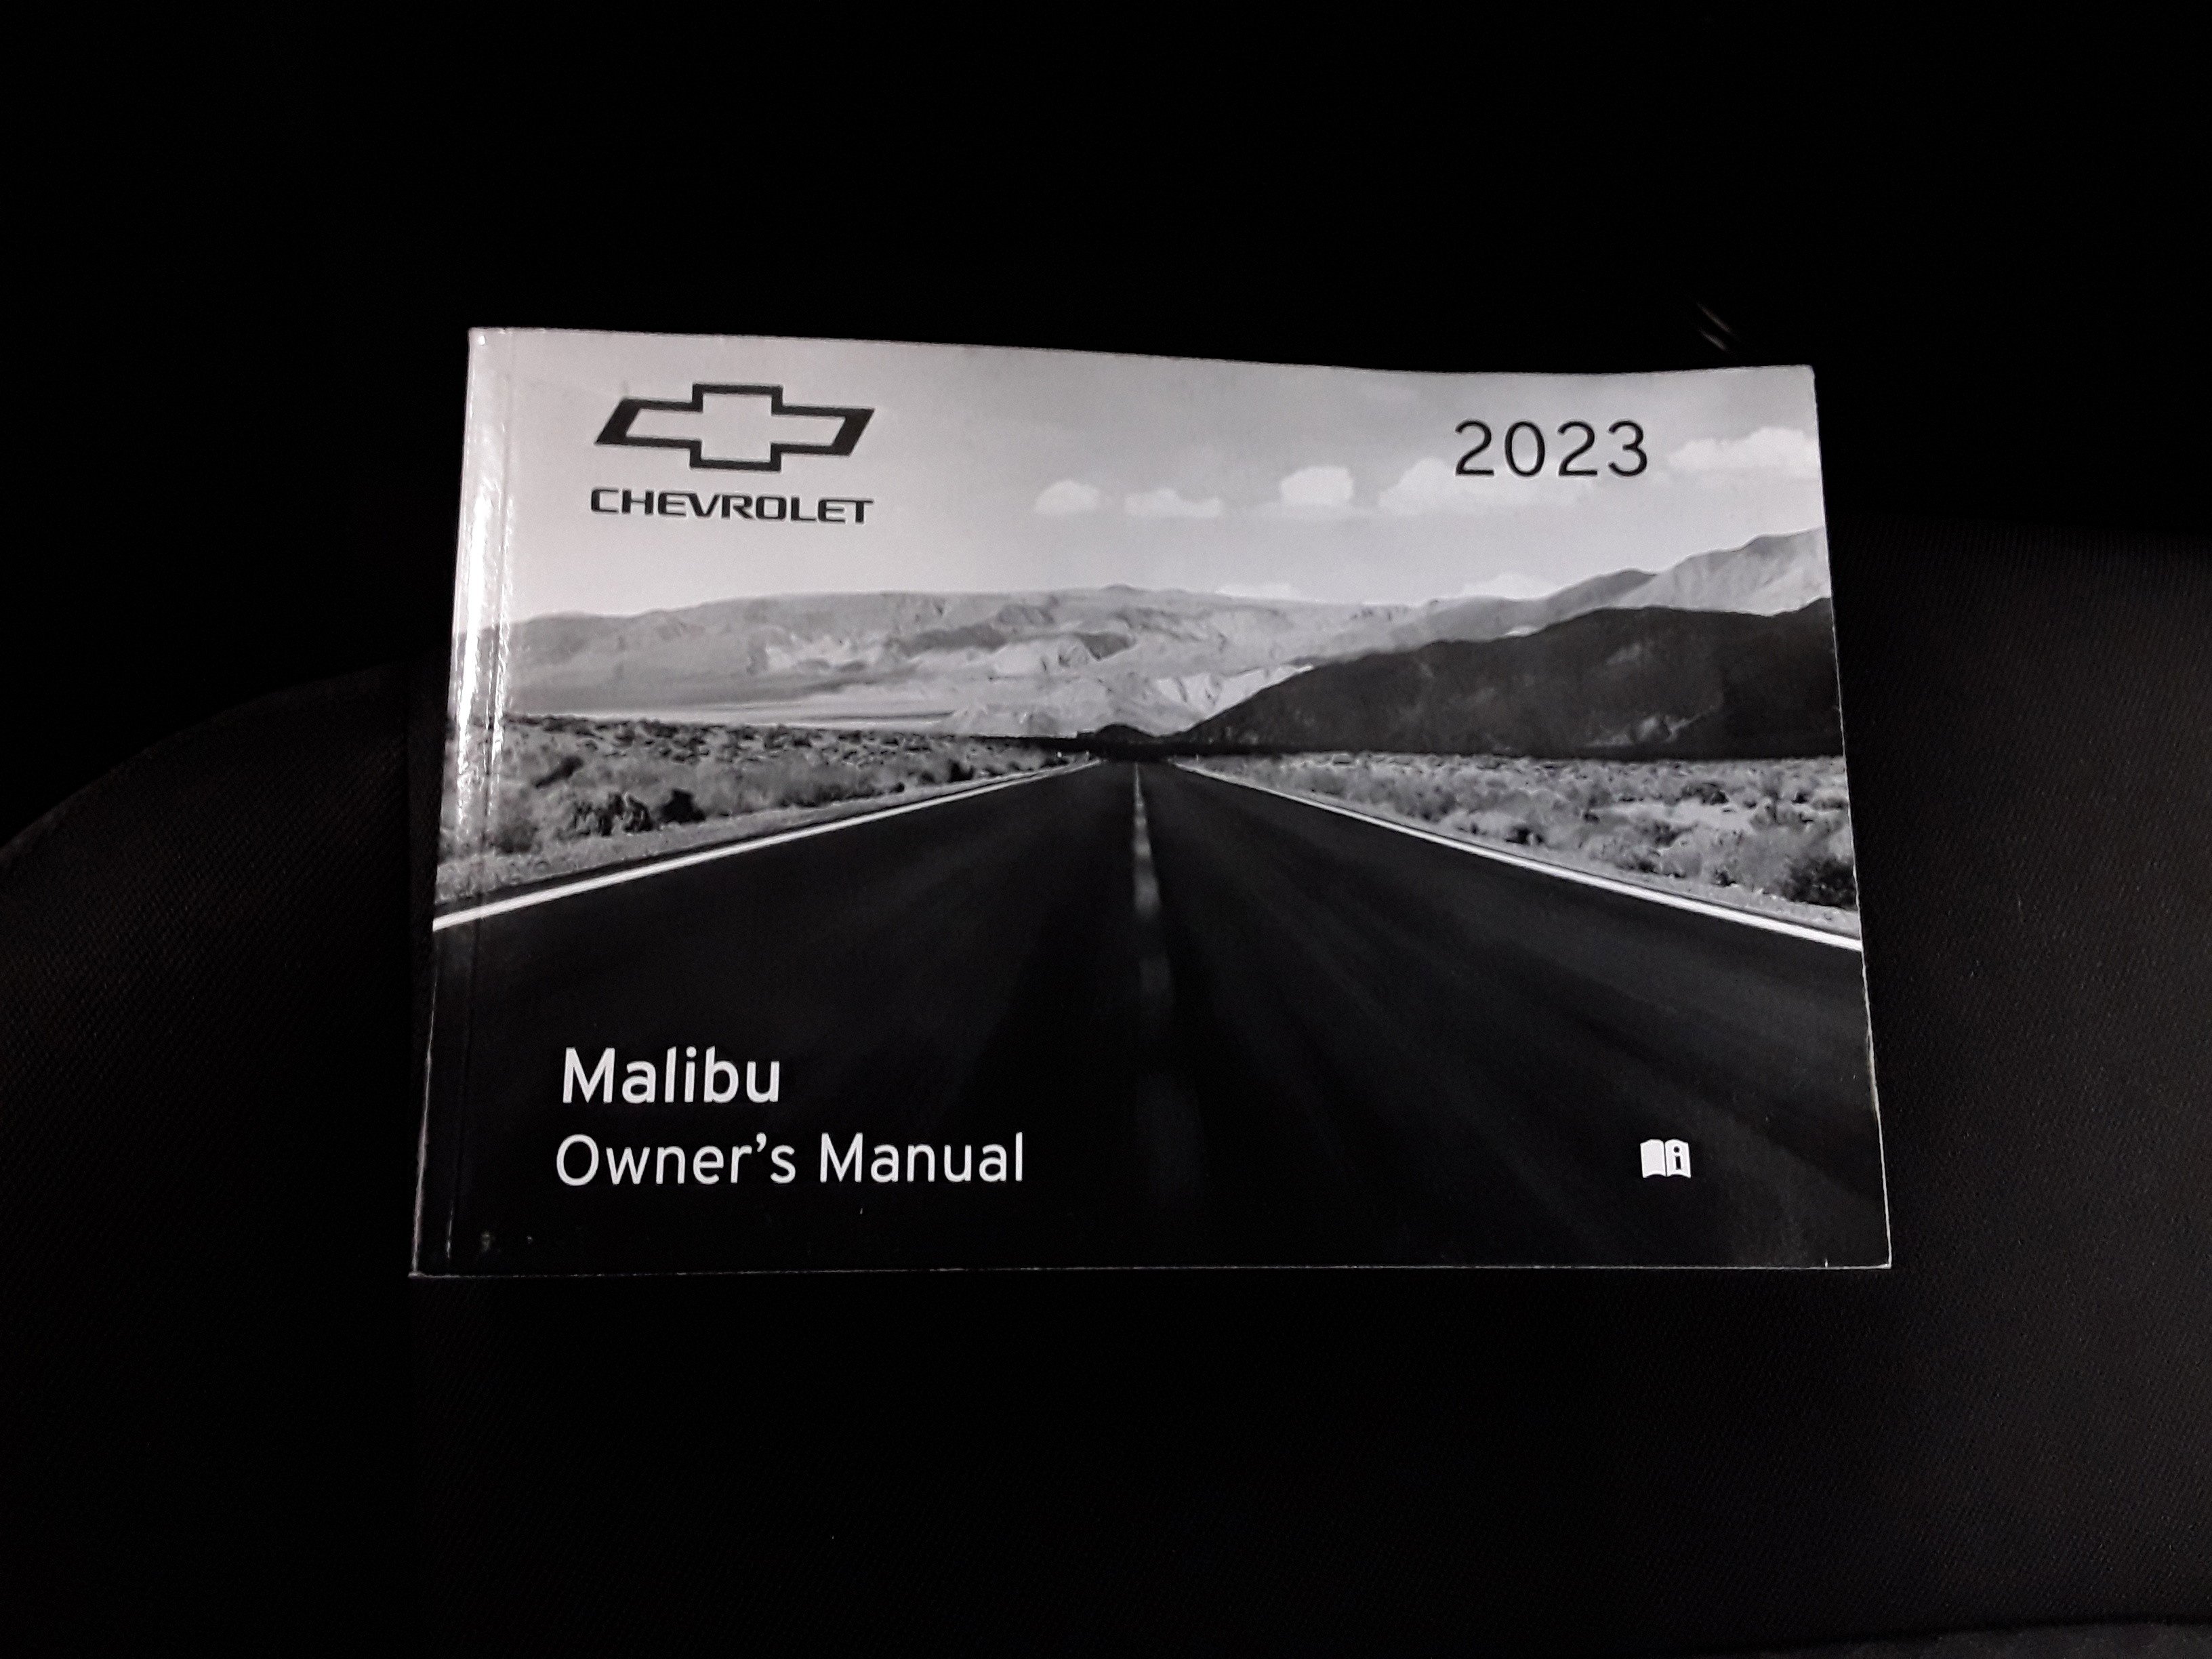 CHEVROLET
2023
Malibu
Owner’s Manual